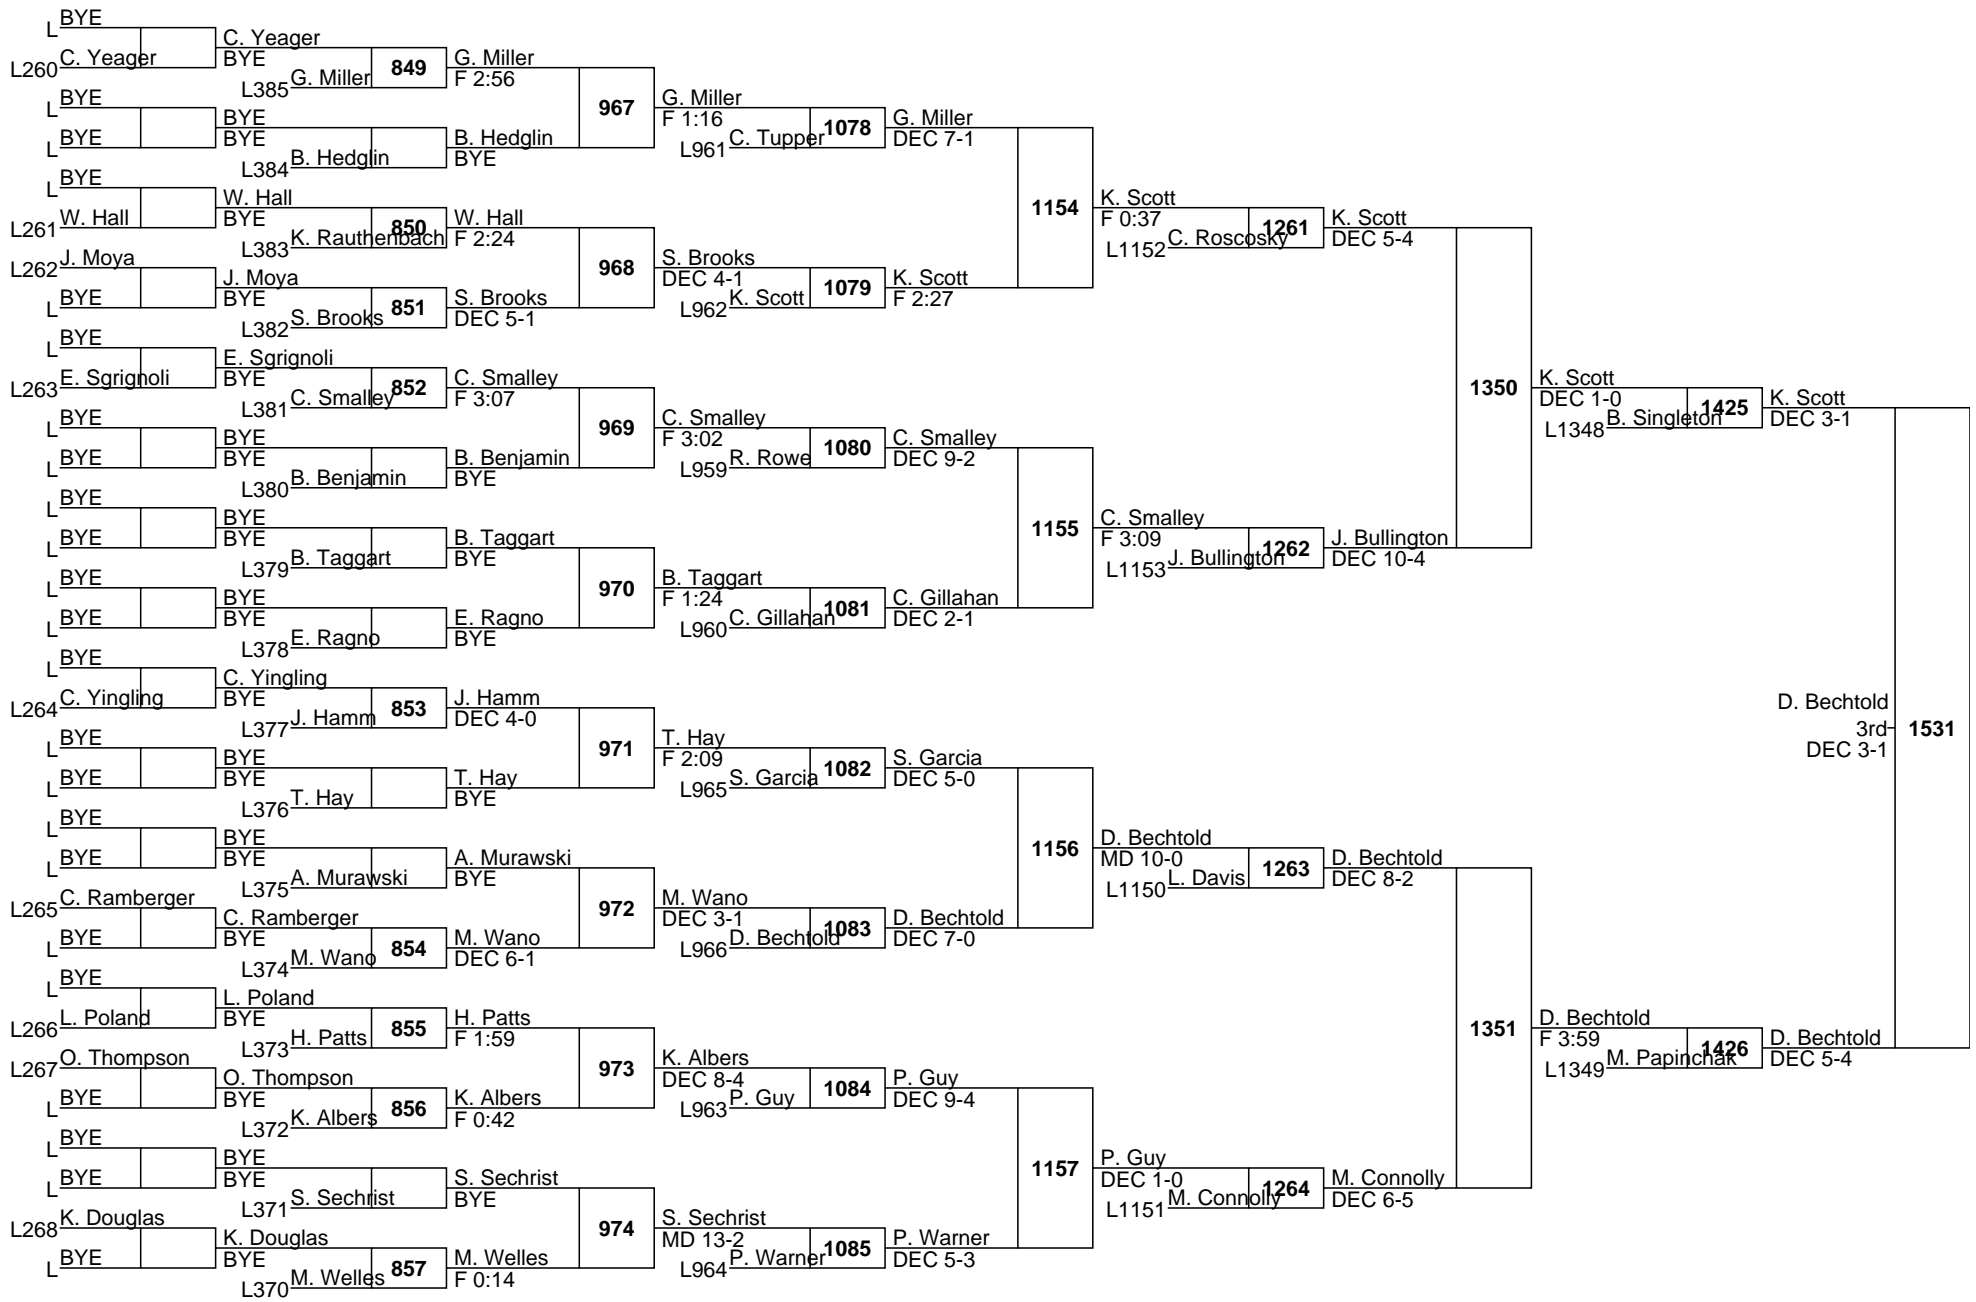 BYE
L
C. Yeager
L260
C. Yeager
BYE
G. Miller
L385
849
G. Miller
F 2:56
BYE
L
BYE
L
BYE
BYE
B. Hedglin
L384
B. Hedglin
BYE
967
G. Miller
F 1:16
C. Tupper
L961
1078
G. Miller
DEC 7-1
BYE
L
W. Hall
L261
W. Hall
BYE
K. Rauthenbach
L383
850
W. Hall
F 2:24
J. Moya
L262
BYE
L
J. Moya
BYE
S. Brooks
L382
851
S. Brooks
DEC 5-1
968
S. Brooks
DEC 4-1
K. Scott
L962
1079
K. Scott
F 2:27
1154
K. Scott
F 0:37
C. Roscosky
L1152
1261
K. Scott
DEC 5-4
BYE
L
E. Sgrignoli
L263
E. Sgrignoli
BYE
C. Smalley
L381
852
C. Smalley
F 3:07
BYE
L
BYE
L
BYE
BYE
B. Benjamin
L380
B. Benjamin
BYE
969
C. Smalley
F 3:02
R. Rowe
L959
1080
C. Smalley
DEC 9-2
BYE
L
BYE
L
BYE
BYE
B. Taggart
L379
B. Taggart
BYE
BYE
L
BYE
L
BYE
BYE
E. Ragno
L378
E. Ragno
BYE
970
B. Taggart
F 1:24
C. Gillahan
L960
1081
C. Gillahan
DEC 2-1
1155
C. Smalley
F 3:09
J. Bullington
L1153
1262
J. Bullington
DEC 10-4
1350
K. Scott
DEC 1-0
B. Singleton
L1348
1425
K. Scott
DEC 3-1
BYE
L
C. Yingling
L264
C. Yingling
BYE
J. Hamm
L377
853
J. Hamm
DEC 4-0
BYE
L
BYE
L
BYE
BYE
T. Hay
L376
T. Hay
BYE
971
T. Hay
F 2:09
S. Garcia
L965
1082
S. Garcia
DEC 5-0
BYE
L
BYE
L
BYE
BYE
A. Murawski
L375
A. Murawski
BYE
C. Ramberger
L265
BYE
L
C. Ramberger
BYE
M. Wano
L374
854
M. Wano
DEC 6-1
972
M. Wano
DEC 3-1
D. Bechtold
L966
1083
D. Bechtold
DEC 7-0
1156
D. Bechtold
MD 10-0
L. Davis
L1150
1263
D. Bechtold
DEC 8-2
BYE
L
L. Poland
L266
L. Poland
BYE
H. Patts
L373
855
H. Patts
F 1:59
O. Thompson
L267
BYE
L
O. Thompson
BYE
K. Albers
L372
856
K. Albers
F 0:42
973
K. Albers
DEC 8-4
P. Guy
L963
1084
P. Guy
DEC 9-4
BYE
L
BYE
L
BYE
BYE
S. Sechrist
L371
S. Sechrist
BYE
K. Douglas
L268
BYE
L
K. Douglas
BYE
M. Welles
L370
857
M. Welles
F 0:14
974
S. Sechrist
MD 13-2
P. Warner
L964
1085
P. Warner
DEC 5-3
1157
P. Guy
DEC 1-0
M. Connolly
L1151
1264
M. Connolly
DEC 6-5
1351
D. Bechtold
F 3:59
M. Papinchak
L1349
1426
D. Bechtold
DEC 5-4
D. Bechtold
3rd
DEC 3-1
1531